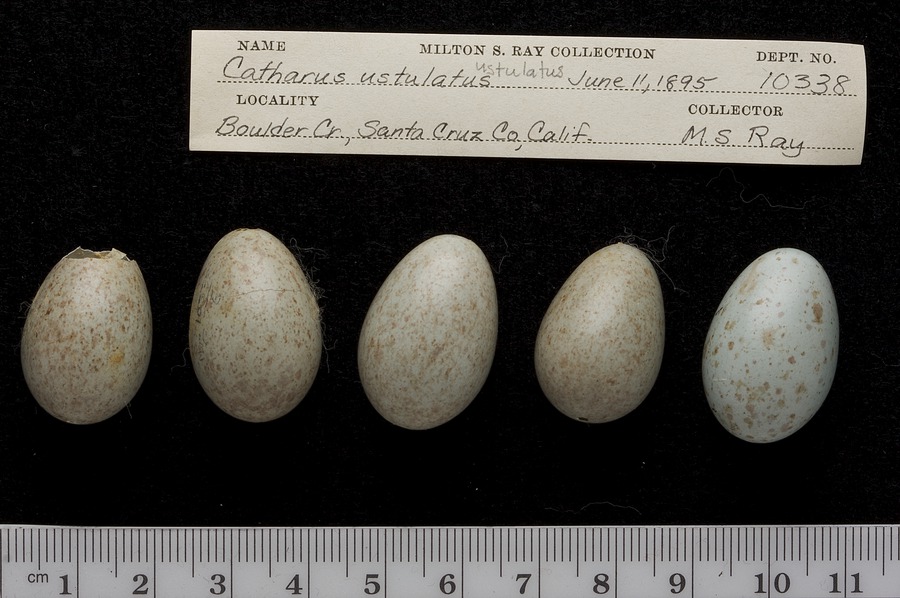 NAME MILTON S. RAY COLLECTION DEPT. NO.
Catharus ustulatus ustulatus June 11, 1895 10338
LOCALITY COLLECTOR
Boulder Cr., Santa Cruz Co, Calif. M S Ray
cm 1 2 3 4 5 6 7 8 9 10 11